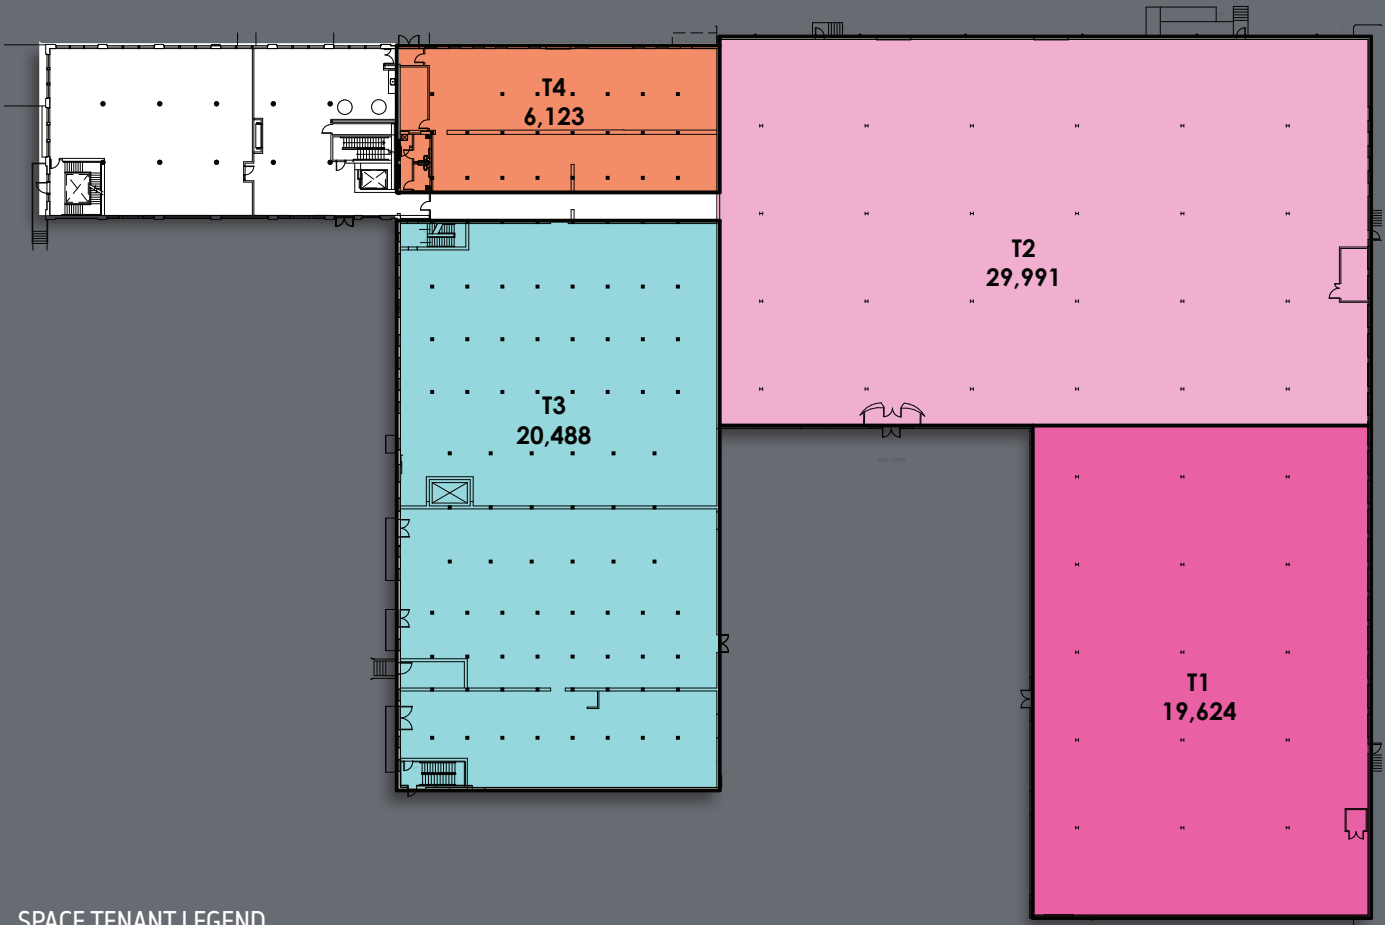 T4
6,123
T2
29,991
T3
20,488
T1
19,624
SPACE TENANT LEGEND